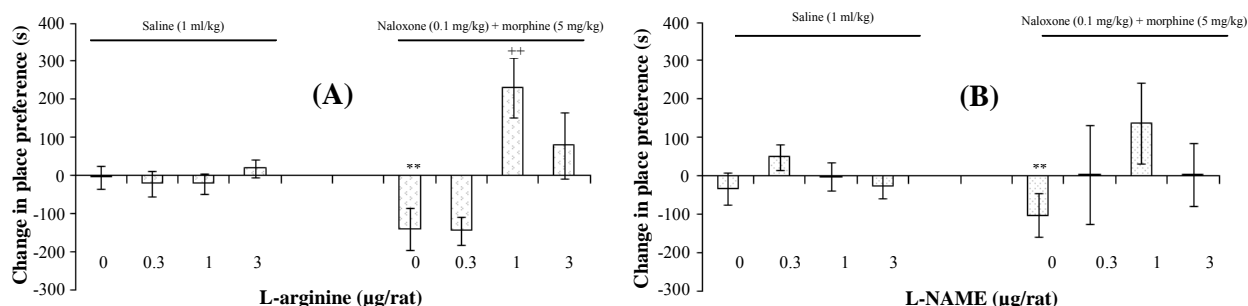 Saline (1 ml/kg)
Naloxone (0.1 mg/kg) + morphine (5 mg/kg)
Change in place preference (s)
400
300
200
100
0
-100
-200
-300
(A)
**
++
0 0.3 1 3 0 0.3 1 3
L-arginine (µg/rat)
Saline (1 ml/kg)
Naloxone (0.1 mg/kg) + morphine (5 mg/kg)
Change in place preference (s)
400
300
200
100
0
-100
-200
-300
(B)
**
0 0.3 1 3 0 0.3 1 3
L-NAME (µg/rat)